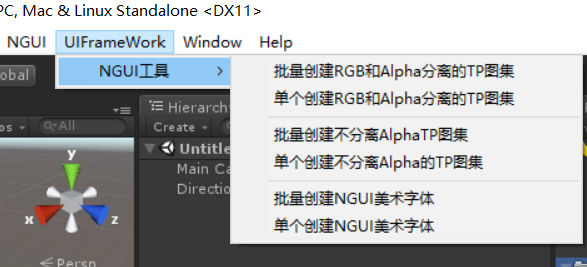 PC, Mac & Linux Standalone <DX11>
NGUI UIFrameWork Window Help
NGUI工具
批量创建RGB和Alpha分离的TP图集
单个创建RGB和Alpha分离的TP图集
批量创建不分离AlphaTP图集
单个创建不分离Alpha的TP图集
批量创建NGUI美术字体
单个创建NGUI美术字体
obal
Hierarch
os All
Create
Untitle
Main Ca
Direction
y
x
z
Persp